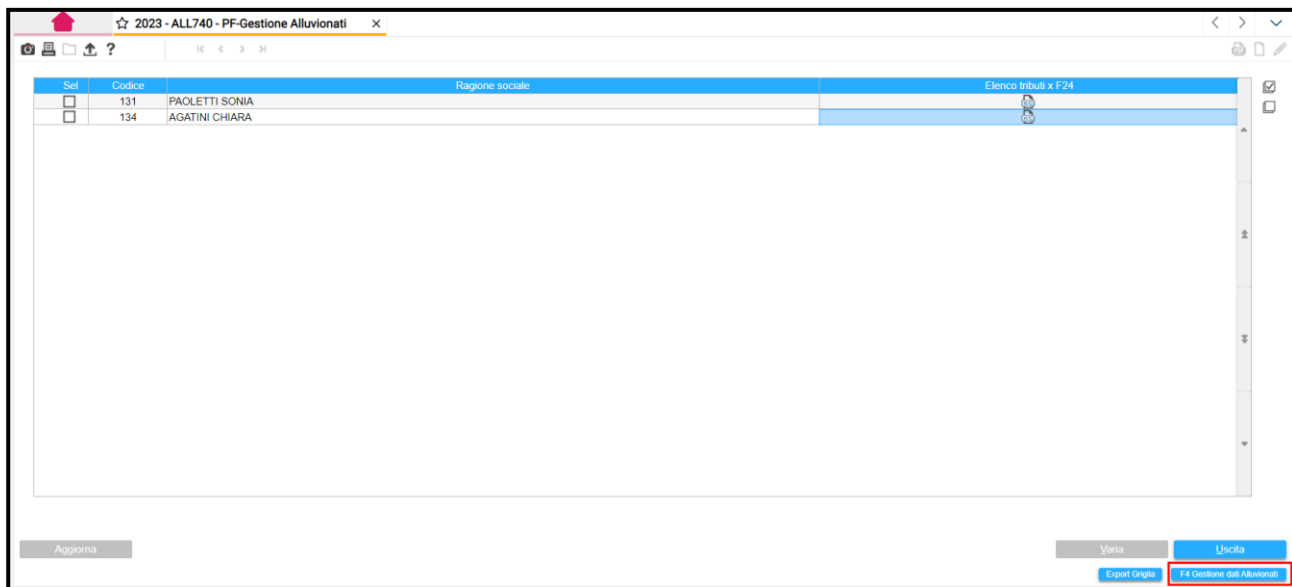 2023 - ALL740 - PF-Gestione Alluvionati
Sel Codice Ragione sociale Elenco tributi x F24
131 PAOLETTI SONIA
134 AGATINI CHIARA
Aggiorna Varia Uscita
Export Griglia F4 Gestione dati Alluvionati